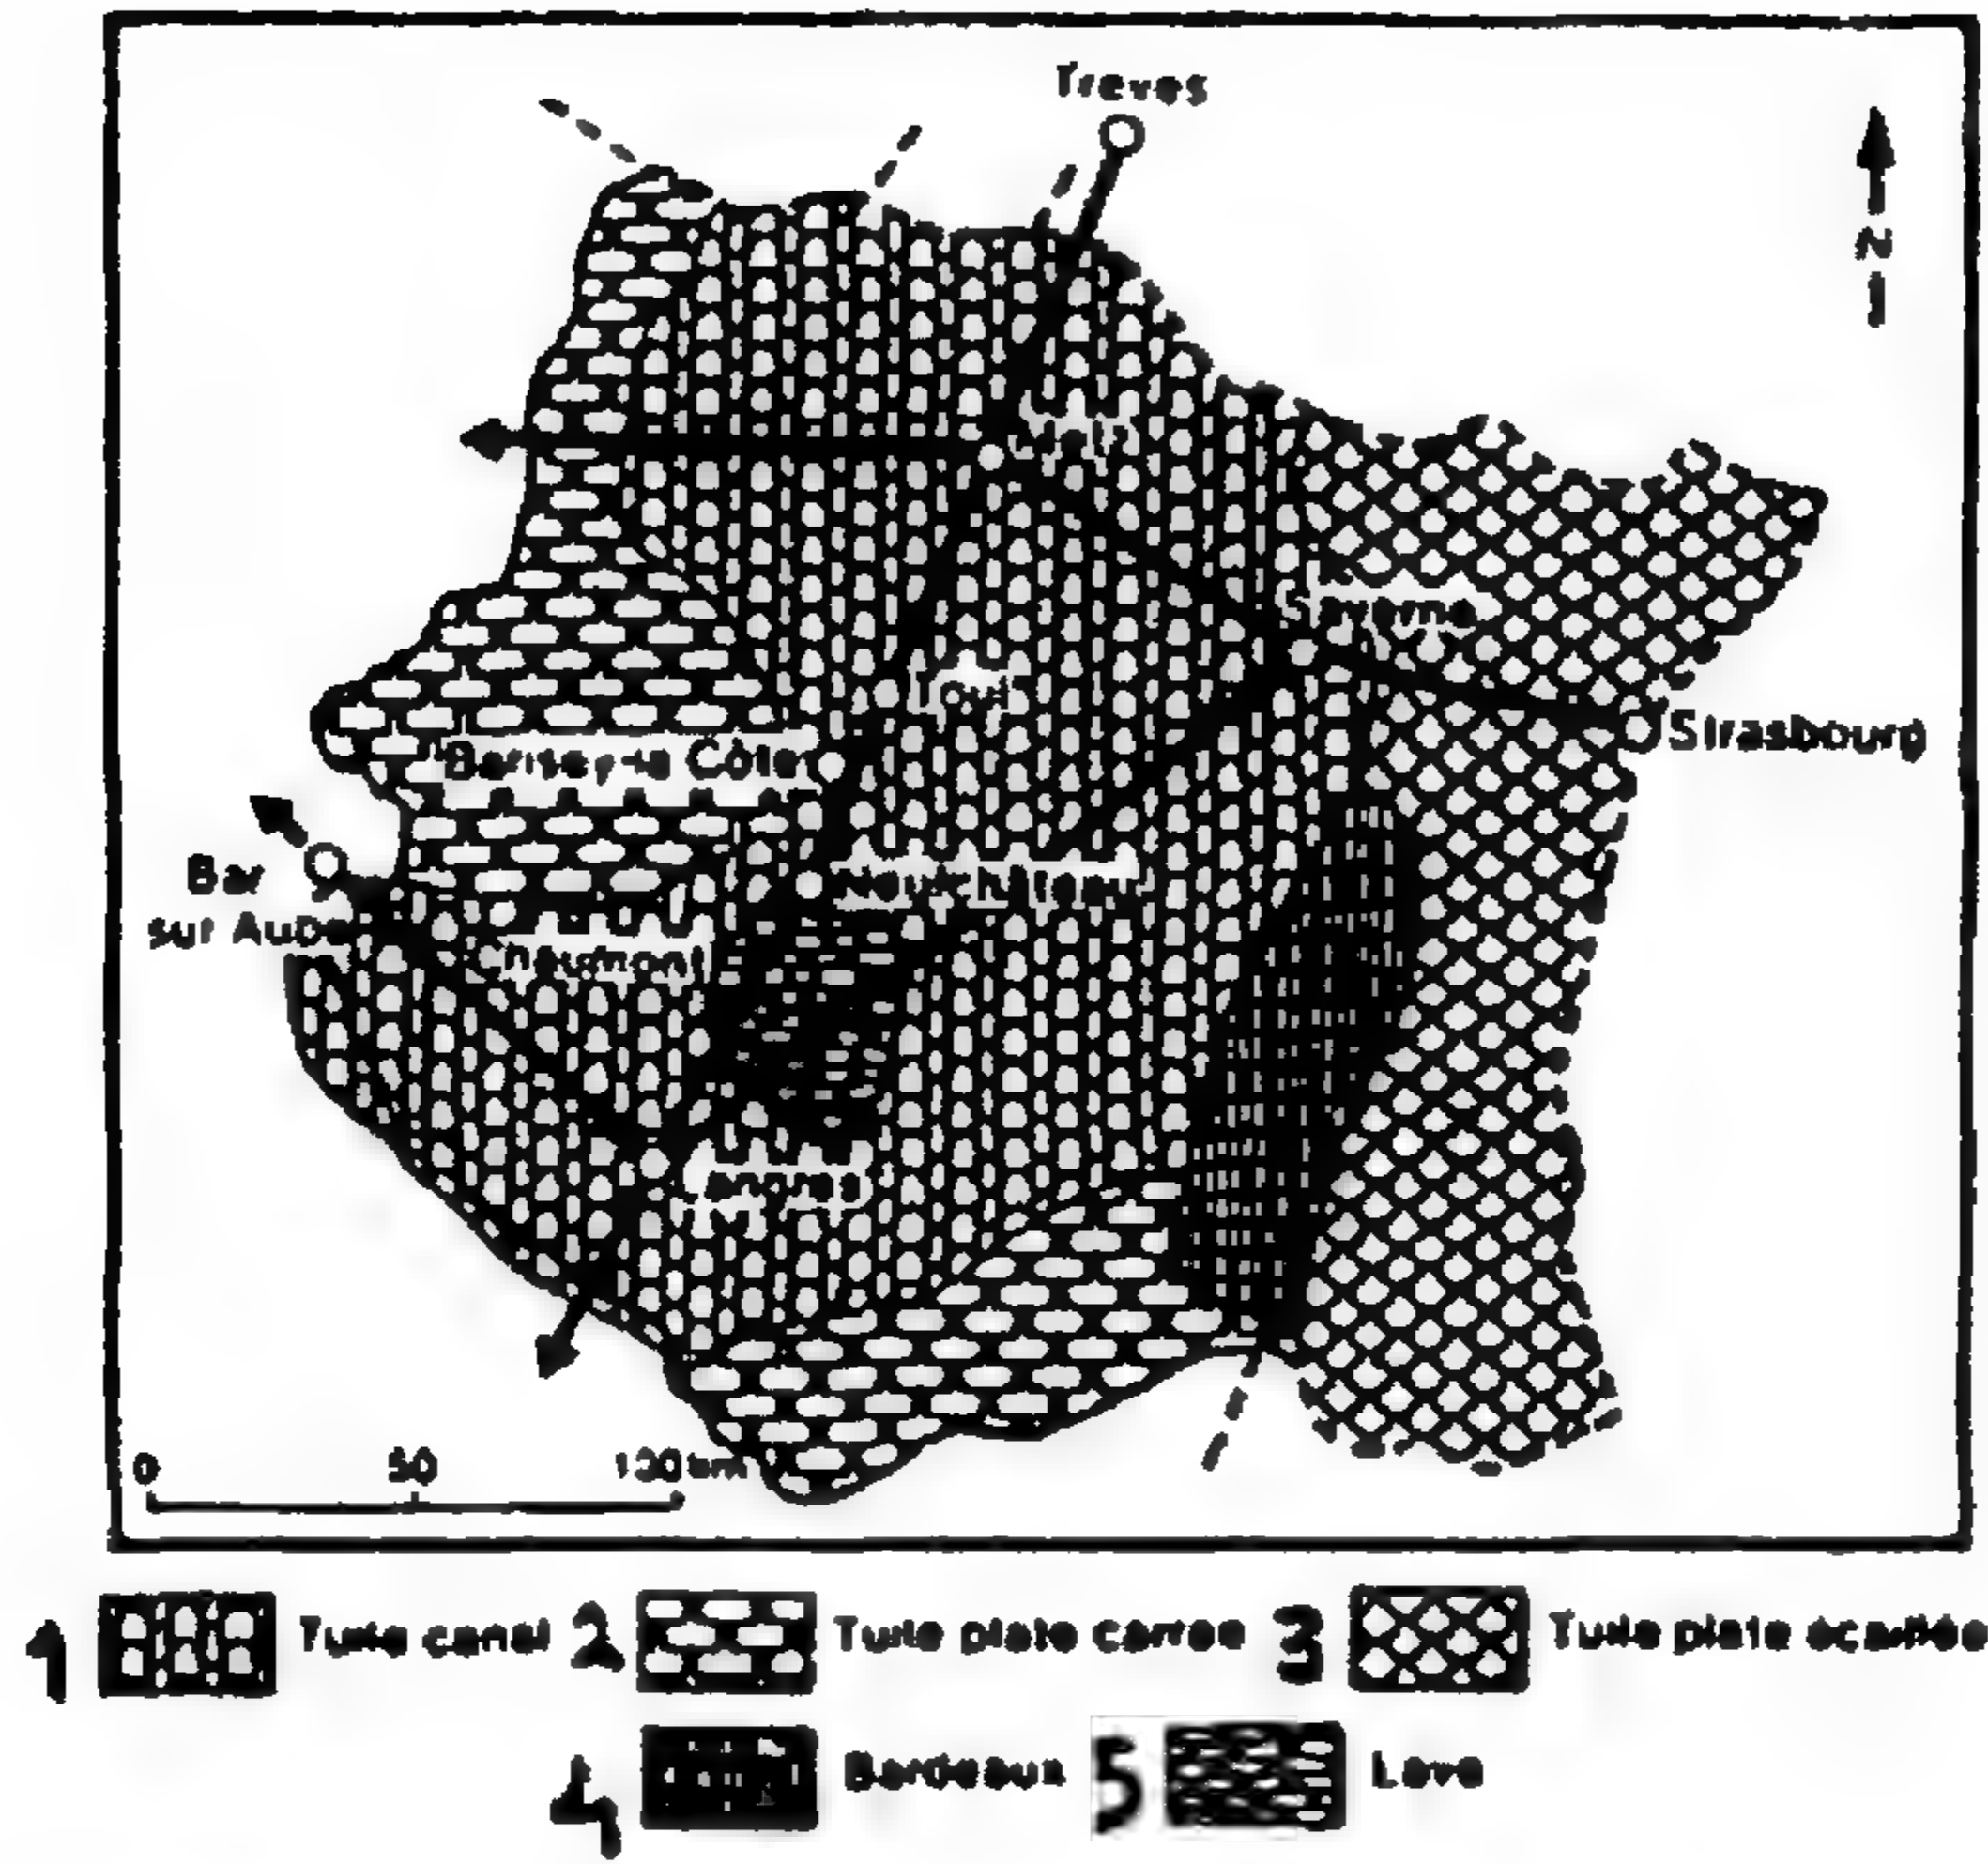 Treves
N
Metz
Saverne
Toul
Strasbourg
Bar
sur Aube
Neufchâteau
Chaumont
Langres
0 50 100 km
1 Tuile canal 2 Tuile plate carrée 3 Tuile plate écaillée
4 Bardeaux 5 Lave